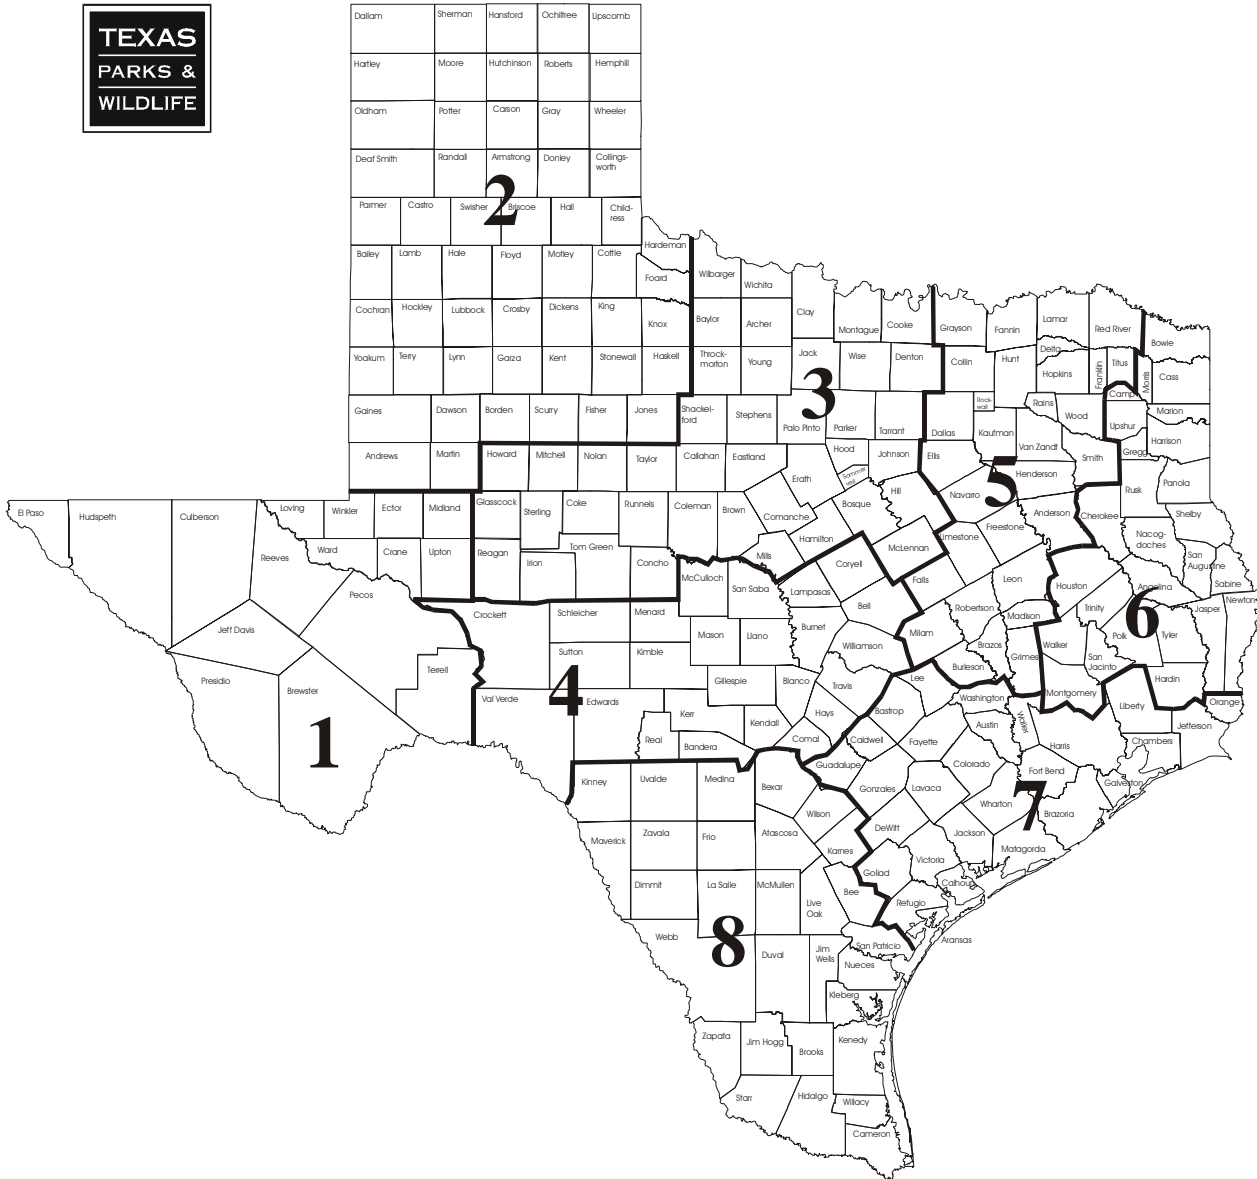 TEXAS
PARKS &
WILDLIFE
Dallam Sherman Hansford Ochiltree Lipscomb
Hartley Moore Hutchinson Roberts Hemphill
Oldham Potter Carson Gray Wheeler
Deaf Smith Randall Armstrong Donley Collings-
worth
2
Parmer Castro Swisher Briscoe Hall Child-
ress
Bailey Lamb Hale Floyd Motley Cottle Hardeman
Foard Wilbarger Wichita
Cochran Hockley Lubbock Crosby Dickens King Knox Baylor Archer Clay Montague Cooke Grayson Fannin Lamar Red River Bowie
Yoakum Terry Lynn Garza Kent Stonewall Haskell Throck-
morton Young Jack Wise Denton Collin Hunt Delta Hopkins Franklin Titus Morris Cass
3
Gaines Dawson Borden Scurry Fisher Jones Shackel-
ford Stephens Palo Pinto Parker Tarrant Dallas Rock-
wall Kaufman Rains Wood Camp Upshur Marion
Andrews Martin Howard Mitchell Nolan Taylor Callahan Eastland Erath Hood Somer
vell Johnson Ellis Van Zandt Smith Gregg Harrison
5
Henderson Rusk Panola
El Paso Hudspeth Culberson Loving Winkler Ector Midland Glasscock Sterling Coke Runnels Coleman Brown Comanche Bosque Hill Navarro Freestone Anderson Cherokee Shelby
Reeves Ward Crane Upton Reagan Irion Tom Green Concho Mills Hamilton McLennan Limestone Nacog-
doches San
Augustine Sabine
Jeff Davis Pecos Crockett Schleicher Menard McCulloch San Saba Lampasas Coryell Falls Leon Houston Angelina
6
Trinity Polk Tyler Jasper Newton
Presidio Brewster Terrell Val Verde Sutton Kimble Mason Llano Burnet Bell Milam Robertson Madison Brazos Grimes Walker San
Jacinto Hardin
1
4
Edwards Gillespie Blanco Williamson Travis Lee Burleson Washington Montgomery Liberty Orange
Real Kerr Bandera Kendall Hays Comal Caldwell Bastrop Fayette Austin Waller Harris Chambers Jefferson
Kinney Uvalde Medina Bexar Guadalupe Gonzales Lavaca Colorado Fort Bend Galveston
7
Wharton Brazoria
Maverick Zavala Frio Atascosa Wilson Karnes DeWitt Jackson Matagorda
Dimmit La Salle McMullen Live
Oak Bee Goliad Victoria Calhoun Refugio
8
Webb Duval Jim
Wells San Patricio Nueces Aransas
Kleberg
Zapata Jim Hogg Brooks Kenedy
Starr Hidalgo Willacy
Cameron